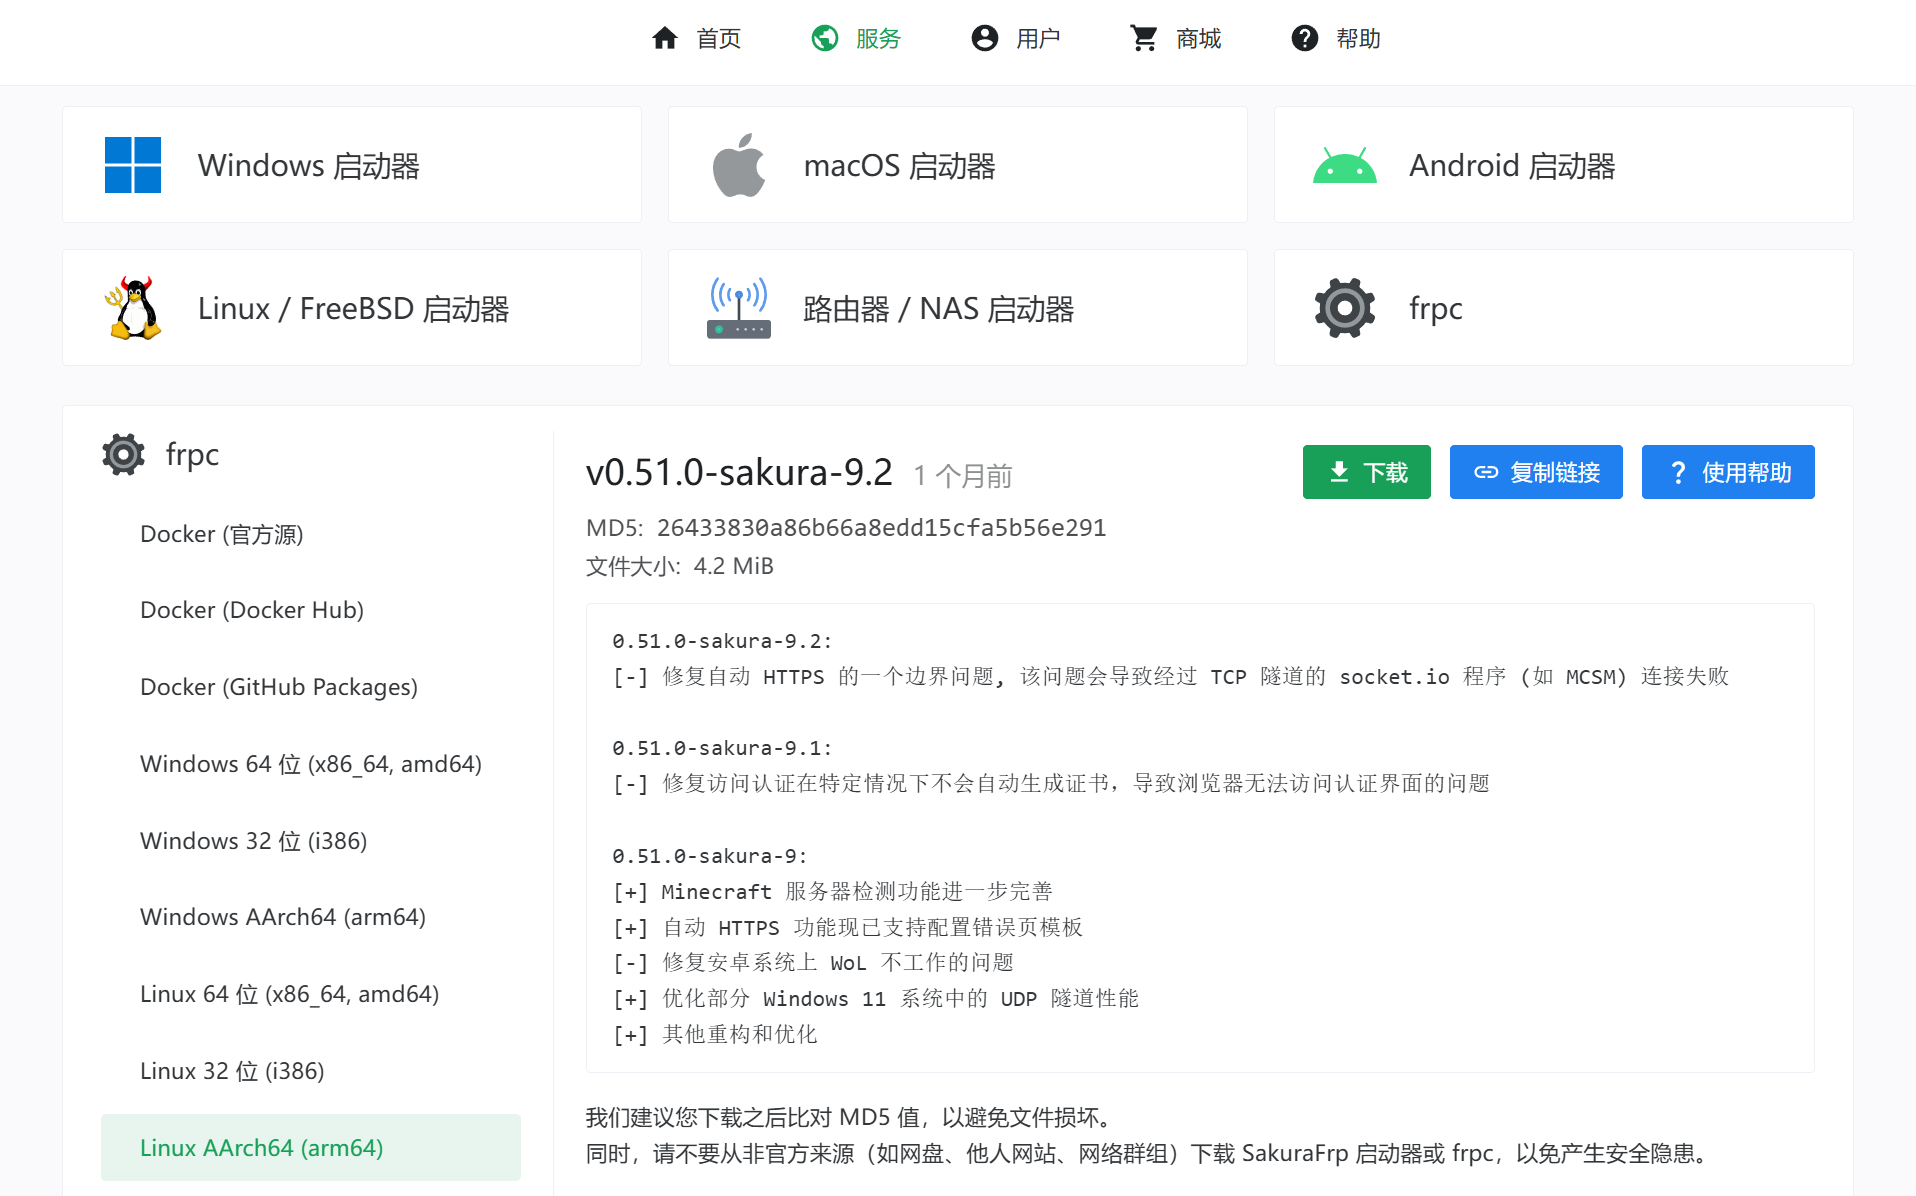 首页
服务
用户
商城
帮助
Windows 启动器
macOS 启动器
Android 启动器
Linux / FreeBSD 启动器
路由器 / NAS 启动器
frpc
frpc
Docker (官方源)
Docker (Docker Hub)
Docker (GitHub Packages)
Windows 64 位 (x86_64, amd64)
Windows 32 位 (i386)
Windows AArch64 (arm64)
Linux 64 位 (x86_64, amd64)
Linux 32 位 (i386)
Linux AArch64 (arm64)
v0.51.0-sakura-9.2 1 个月前
下载
复制链接
使用帮助
MD5: 26433830a86b66a8edd15cfa5b56e291
文件大小: 4.2 MiB
0.51.0-sakura-9.2:
[-] 修复自动 HTTPS 的一个边界问题, 该问题会导致经过 TCP 隧道的 socket.io 程序 (如 MCSM) 连接失败
0.51.0-sakura-9.1:
[-] 修复访问认证在特定情况下不会自动生成证书，导致浏览器无法访问认证界面的问题
0.51.0-sakura-9:
[+] Minecraft 服务器检测功能进一步完善
[+] 自动 HTTPS 功能现已支持配置错误页模板
[-] 修复安卓系统上 WoL 不工作的问题
[+] 优化部分 Windows 11 系统中的 UDP 隧道性能
[+] 其他重构和优化
我们建议您下载之后比对 MD5 值，以避免文件损坏。
同时，请不要从非官方来源（如网盘、他人网站、网络群组）下载 SakuraFrp 启动器或 frpc，以免产生安全隐患。